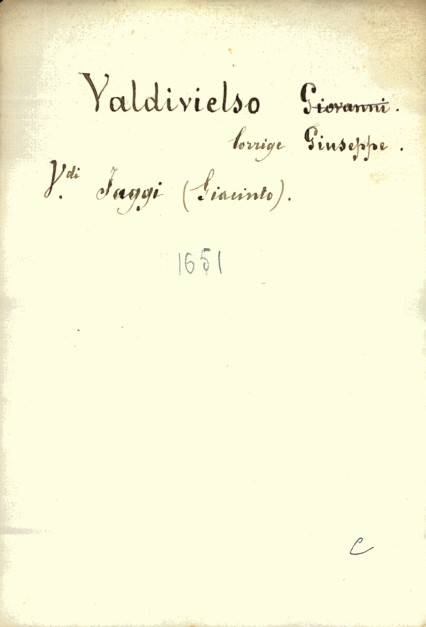 Valdivielso Giovanni.
Corrige Giuseppe.
V.di Jaggi (Giacinto).
1651
C